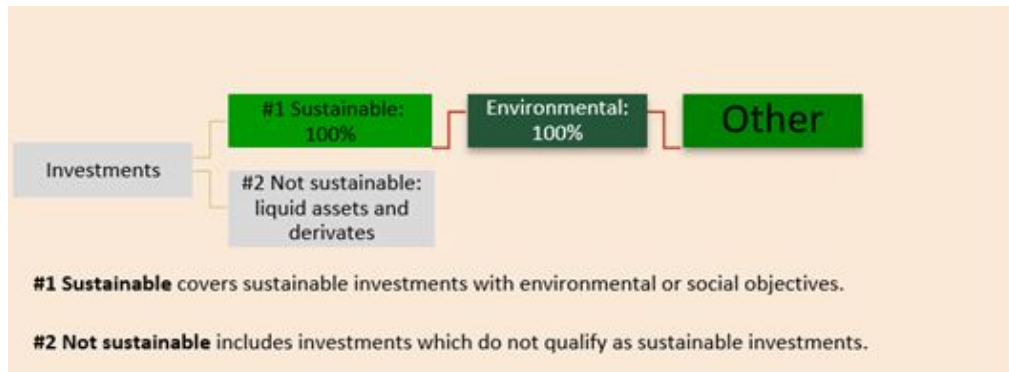 #1 Sustainable:
100%
Environmental:
100%
Other
Investments
#2 Not sustainable:
liquid assets and
derivates
#1 Sustainable covers sustainable investments with environmental or social objectives.
#2 Not sustainable includes investments which do not qualify as sustainable investments.